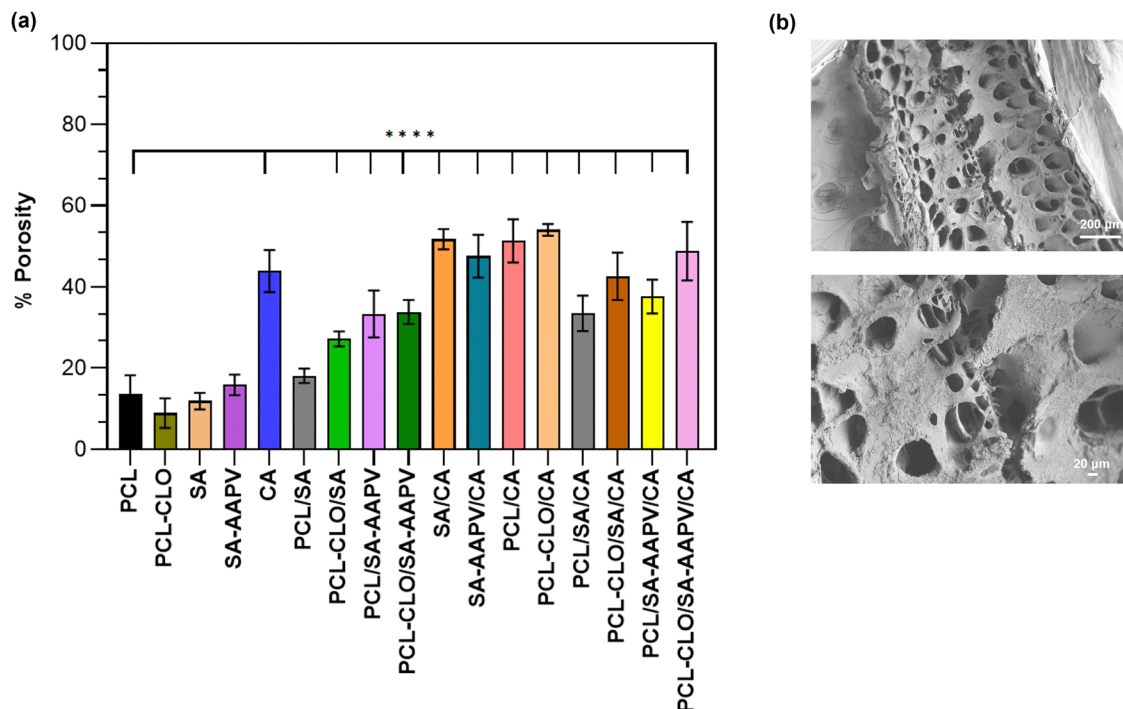 (a)
100
80
60
40
20
0
% Porosity
****
PCL
PCL-CLO
SA
SA-AAPV
CA
PCL/SA
PCL-CLO/SA
PCL/SA-AAPV
PCL-CLO/SA-AAPV
SA/CA
SA-AAPV/CA
PCL/CA
PCL-CLO/CA
PCL/SA/CA
PCL-CLO/SA/CA
PCL/SA-AAPV/CA
PCL-CLO/SA-AAPV/CA
(b)
200 µm
20 µm